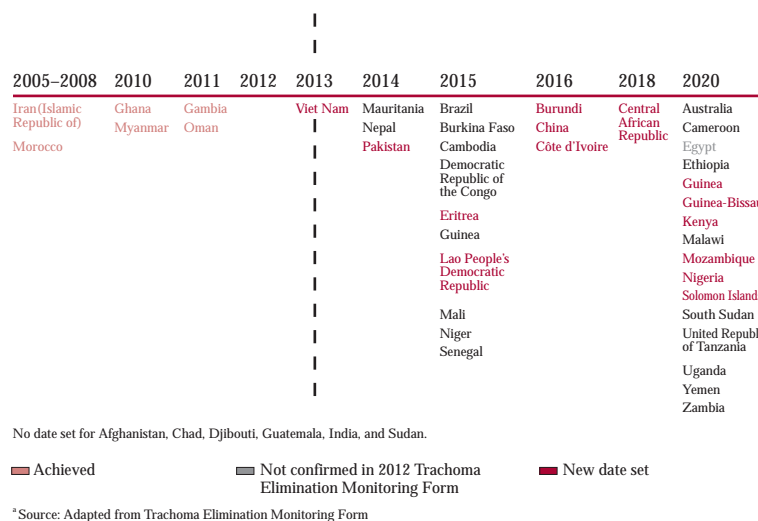 2005–2008 2010 2011 2012 2013 2014 2015 2016 2018 2020
Iran(Islamic
Republic of)
Morocco
Ghana
Myanmar
Gambia
Oman
Viet Nam
Mauritania
Nepal
Pakistan
Brazil
Burkina Faso
Cambodia
Democratic
Republic of
the Congo
Eritrea
Guinea
Lao People's
Democratic
Republic
Mali
Niger
Senegal
Burundi
China
Côte d'Ivoire
Central
African
Republic
Australia
Cameroon
Egypt
Ethiopia
Guinea
Guinea-Bissau
Kenya
Malawi
Mozambique
Nigeria
Solomon Island
South Sudan
United Republ
of Tanzania
Uganda
Yemen
Zambia
No date set for Afghanistan, Chad, Djibouti, Guatemala, India, and Sudan.
Achieved
Not confirmed in 2012 Trachoma
Elimination Monitoring Form
New date set
a Source: Adapted from Trachoma Elimination Monitoring Form